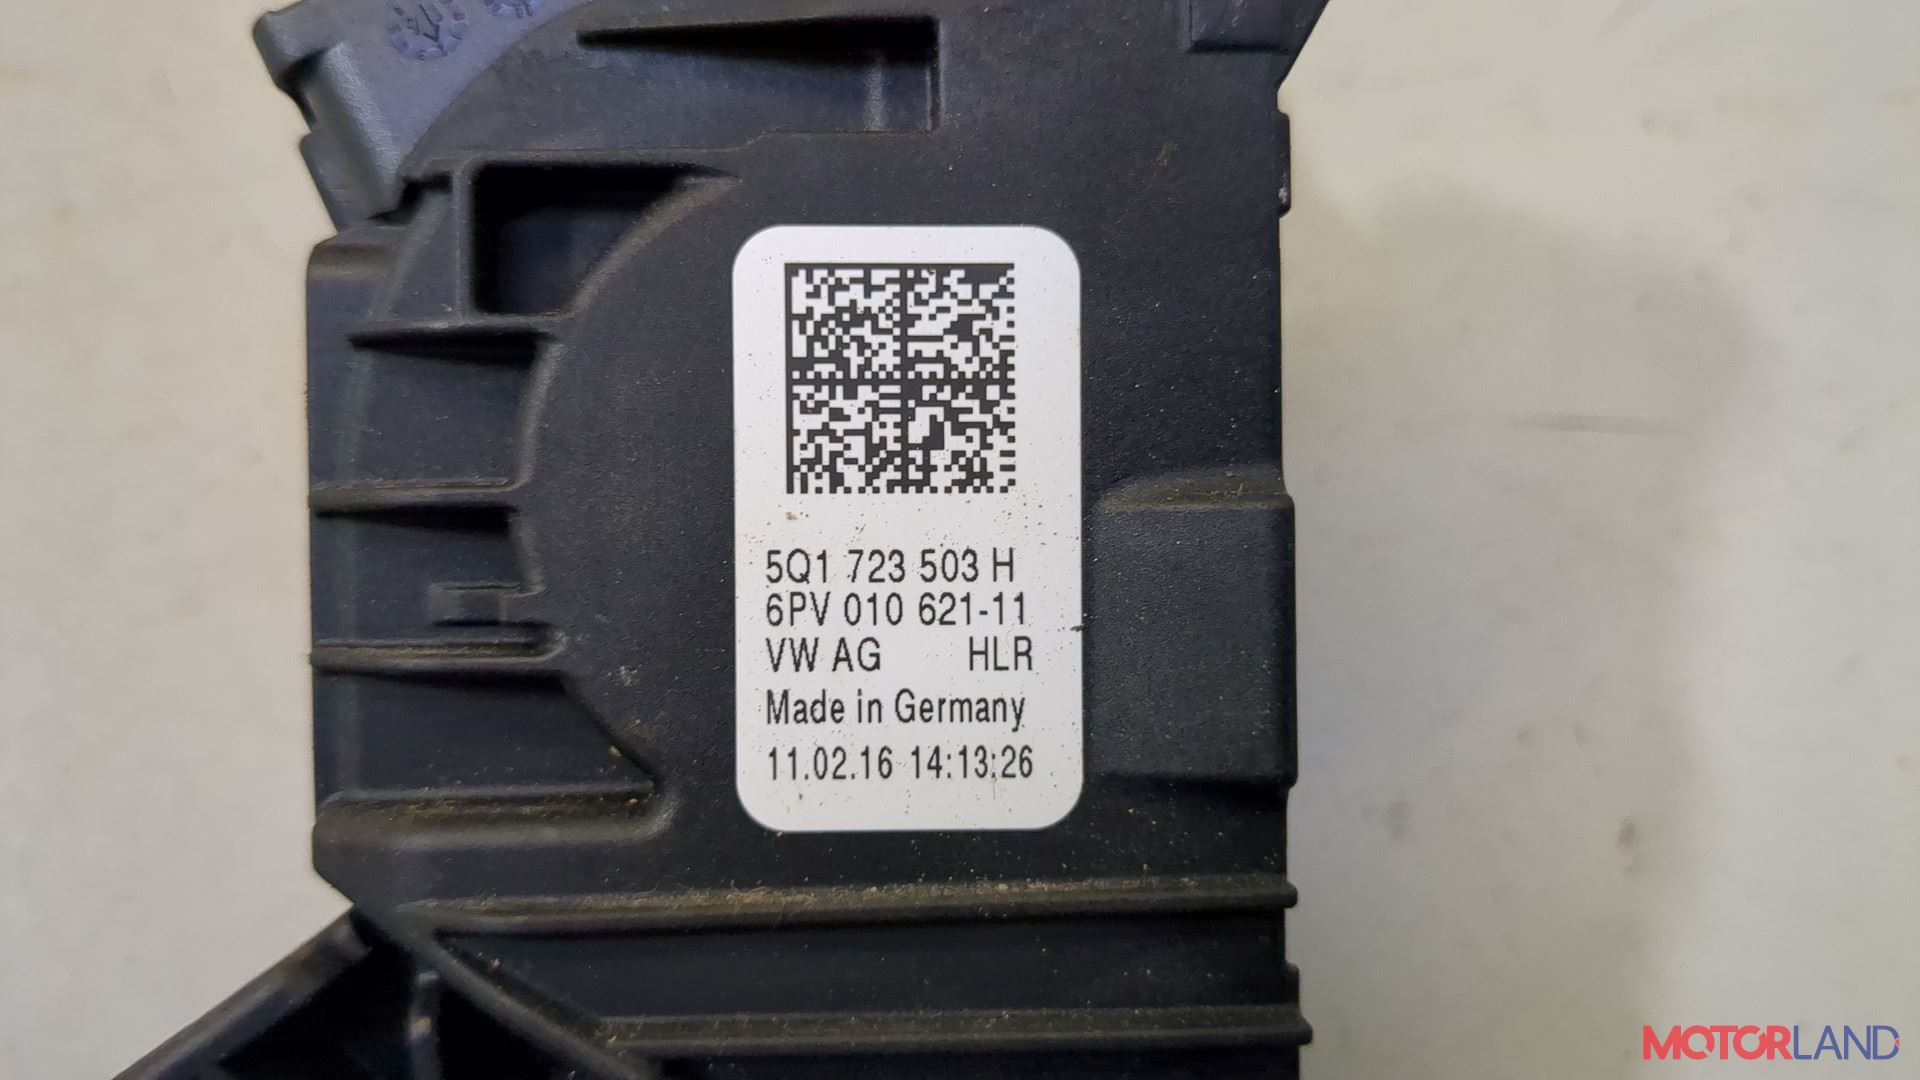 5Q1 723 503 H
6PV 010 621-11
VW AG HLR
Made in Germany
11.02.16 14:13:26
MOTORLAND